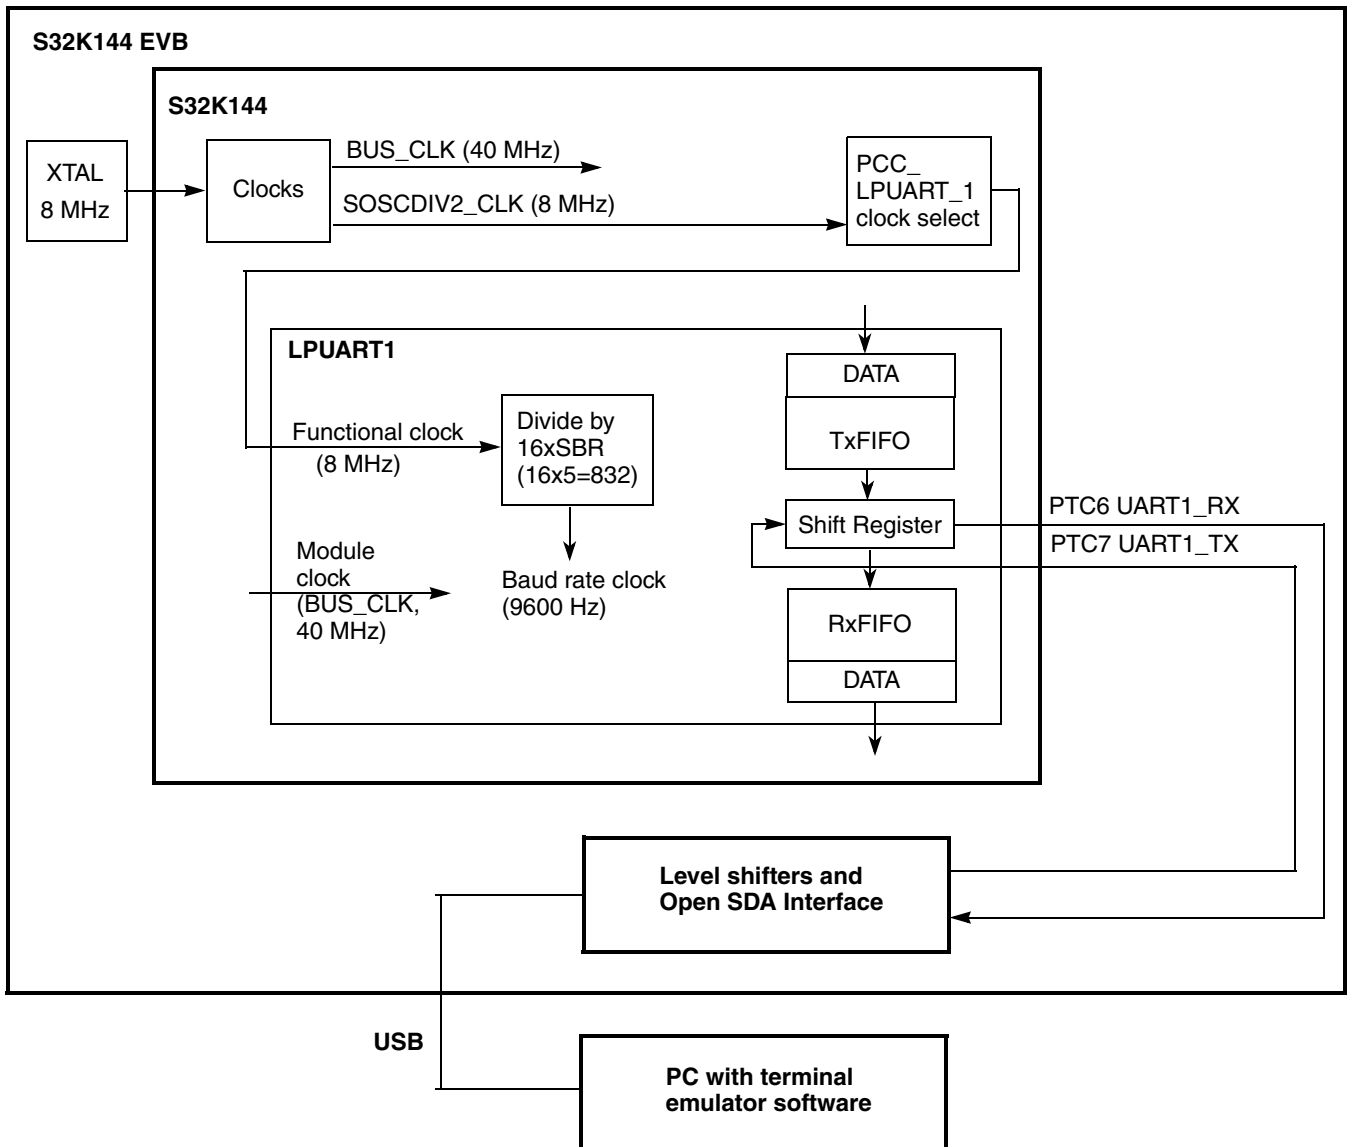 S32K144 EVB
S32K144
XTAL
8 MHz
Clocks
BUS_CLK (40 MHz)
SOSCDIV2_CLK (8 MHz)
PCC_
LPUART_1
clock select
LPUART1
Functional clock
(8 MHz)
Divide by
16xSBR
(16x5=832)
Module
clock
(BUS_CLK,
40 MHz)
Baud rate clock
(9600 Hz)
DATA
TxFIFO
Shift Register
RxFIFO
DATA
PTC6 UART1_RX
PTC7 UART1_TX
Level shifters and
Open SDA Interface
USB
PC with terminal
emulator software